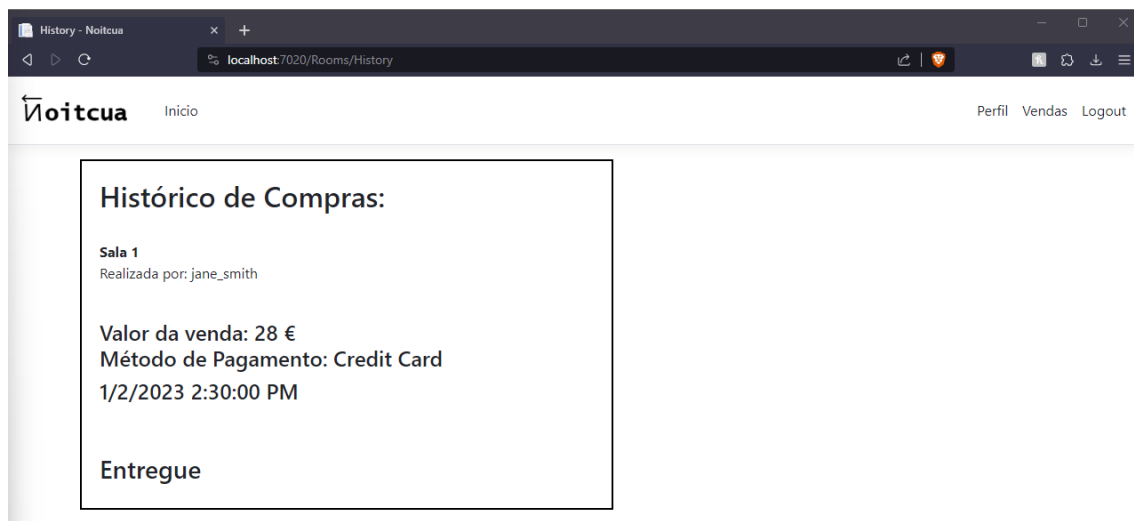 History - Noitcua
localhost:7020/Rooms/History
Noitcua
Inicio
Perfil Vendas Logout
Histórico de Compras:
Sala 1
Realizada por: jane_smith
Valor da venda: 28 €
Método de Pagamento: Credit Card
1/2/2023 2:30:00 PM
Entregue